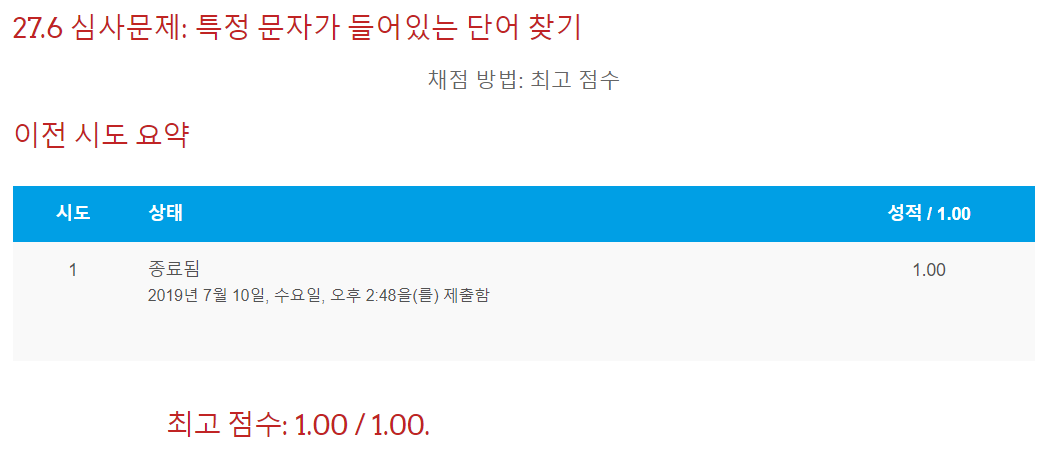 27.6 심사문제: 특정 문자가 들어있는 단어 찾기
채점 방법: 최고 점수
이전 시도 요약
시도 상태 성적 / 1.00
1 종료됨 1.00
2019년 7월 10일, 수요일, 오후 2:48을(를) 제출함
최고 점수: 1.00 / 1.00.